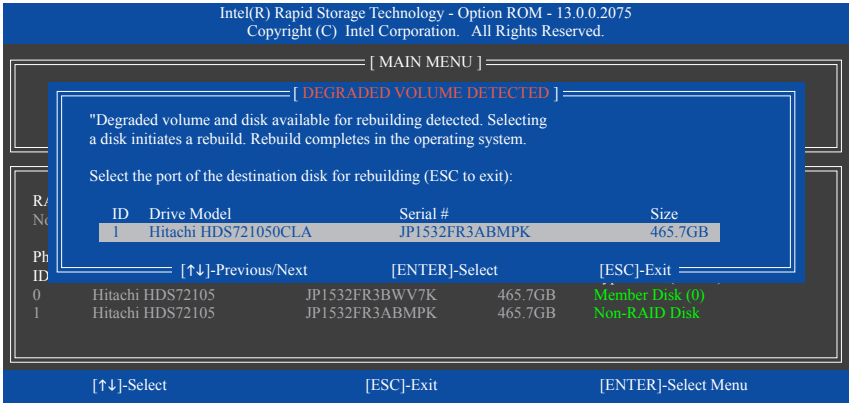 Intel(R) Rapid Storage Technology - Option ROM - 13.0.0.2075
Copyright (C) Intel Corporation. All Rights Reserved.
[ MAIN MENU ]
[ DEGRADED VOLUME DETECTED ]
"Degraded volume and disk available for rebuilding detected. Selecting
a disk initiates a rebuild. Rebuild completes in the operating system.
Select the port of the destination disk for rebuilding (ESC to exit):
ID Drive Model Serial # Size
1 Hitachi HDS721050CLA JP1532FR3ABMPK 465.7GB
[↑↓]-Previous/Next [ENTER]-Select [ESC]-Exit
ID
0 Hitachi HDS72105 JP1532FR3BWV7K 465.7GB Member Disk (0)
1 Hitachi HDS72105 JP1532FR3ABMPK 465.7GB Non-RAID Disk
[↑↓]-Select [ESC]-Exit [ENTER]-Select Menu